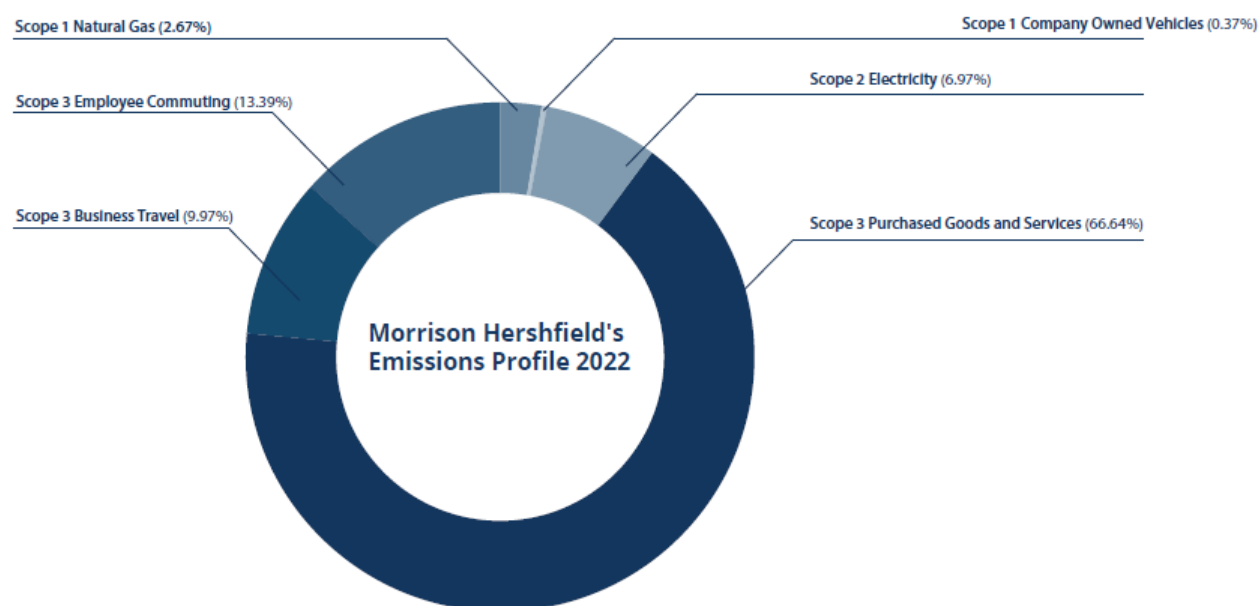 Scope 1 Natural Gas (2.67%)
Scope 1 Company Owned Vehicles (0.37%)
Scope 2 Electricity (6.97%)
Scope 3 Employee Commuting (13.39%)
Scope 3 Business Travel (9.97%)
Scope 3 Purchased Goods and Services (66.64%)
Morrison Hershfield's
Emissions Profile 2022